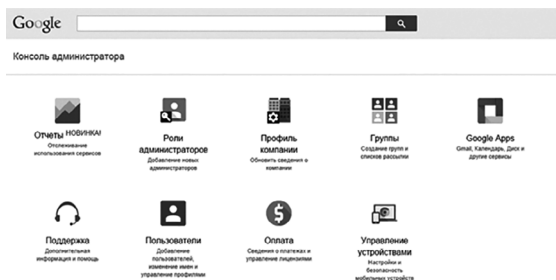 Google
Консоль администратора
Отчеты НОВИНКА!
Отслеживание
использования сервисов
Роли
администраторов
Добавление новых
администраторов
Профиль
компании
Обновить сведения о
компании
Группы
Создание групп и
списков рассылки
Google Apps
Gmail, Календарь, Диск и
другие сервисы
Поддержка
Дополнительная
информация и помощь
Пользователи
Добавление
пользователей,
изменение имен и
управление профилями
Оплата
Сведения о платежах и
управление лицензиями
Управление
устройствами
Настройки и
безопасность
мобильных устройств